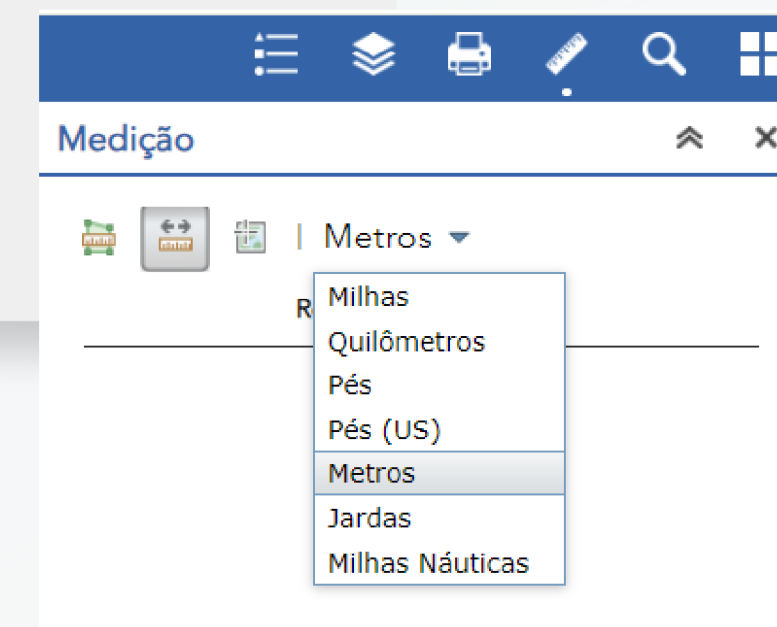 Medição
Metros
Milhas
Quilômetros
Pés
Pés (US)
Metros
Jardas
Milhas Náuticas